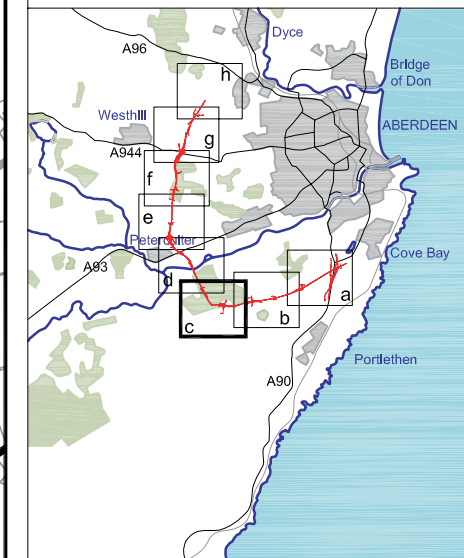 Dyce
A96
h
Bridge
of Don
Westhill
ABERDEEN
g
A944
f
e
Peterculter
Cove Bay
A93
d
a
c
b
Portlethen
A90